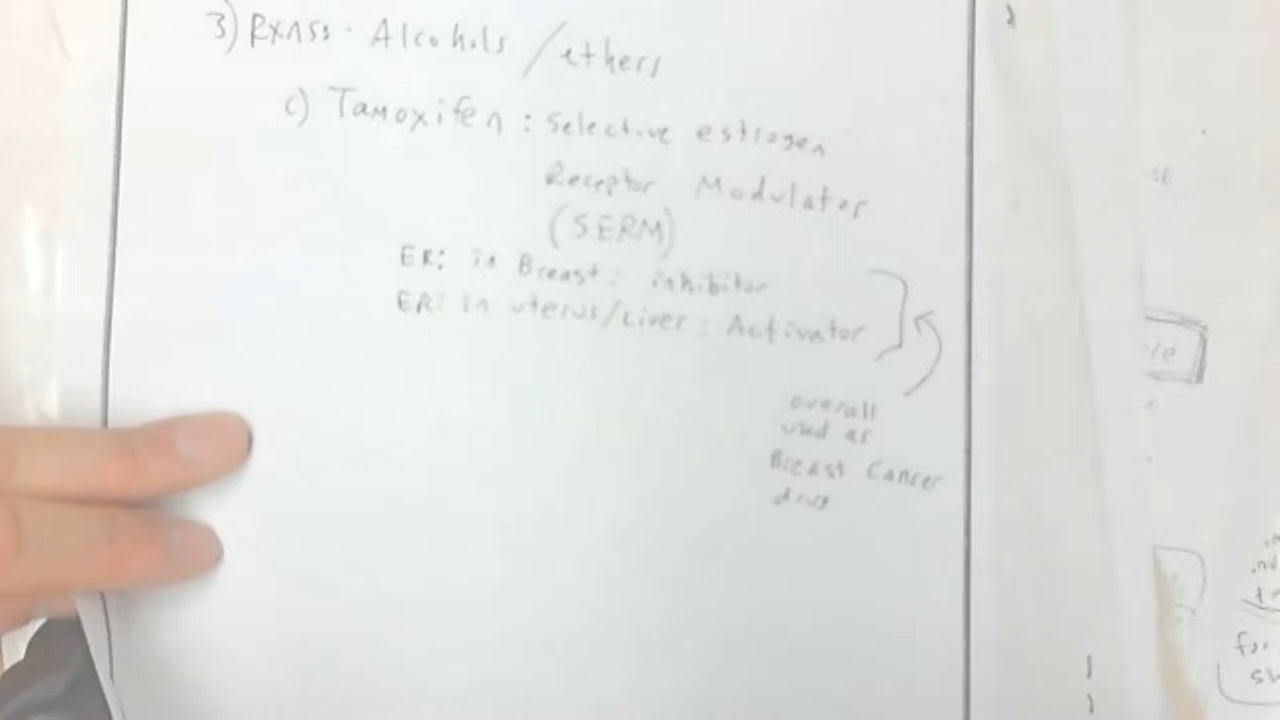 3) Rxns: Alcohols / ethers
c) Tamoxifen : Selective estrogen
Receptor Modulator
(SERM)
ER: in Breast: inhibitor
ER: in uterus/Liver: Activator
overall
used as
Breast Cancer
drug
for